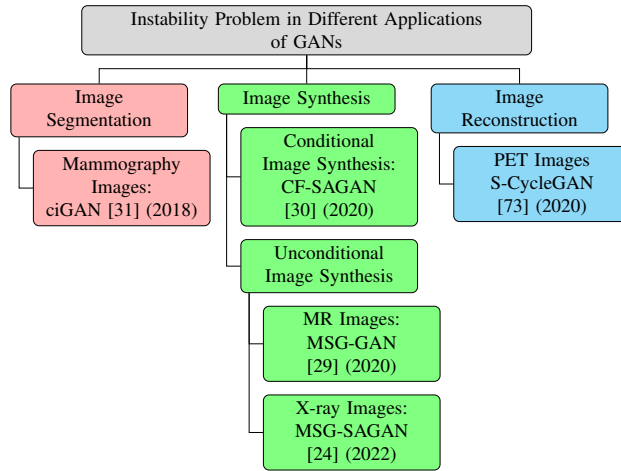 Instability Problem in Different Applications
of GANs
Image
Segmentation
Mammography
Images:
ciGAN [31] (2018)
Image Synthesis
Conditional
Image Synthesis:
CF-SAGAN
[30] (2020)
Unconditional
Image Synthesis
MR Images:
MSG-GAN
[29] (2020)
X-ray Images:
MSG-SAGAN
[24] (2022)
Image
Reconstruction
PET Images
S-CycleGAN
[73] (2020)